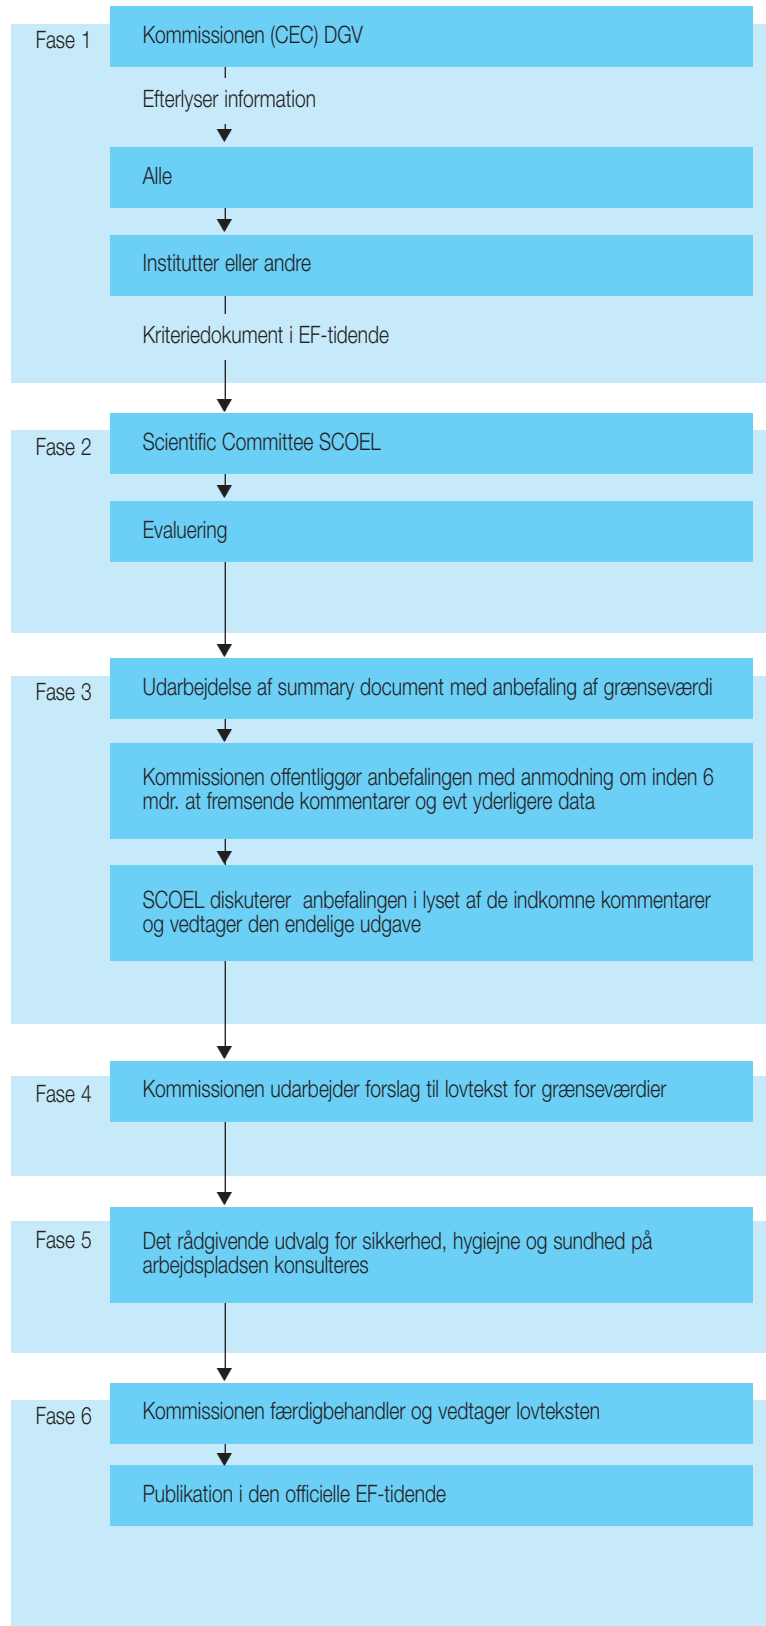 Fase 1
Kommissionen (CEC) DGV
Efterlyser information
Alle
Institutter eller andre
Kriteriedokument i EF-tidende
Fase 2
Scientific Committee SCOEL
Evaluering
Fase 3
Udarbejdelse af summary document med anbefaling af grænseværdi
Kommissionen offentliggør anbefalingen med anmodning om inden 6
mdr. at fremsende kommentarer og evt yderligere data
SCOEL diskuterer  anbefalingen i lyset af de indkomne kommentarer
og vedtager den endelige udgave
Fase 4
Kommissionen udarbejder forslag til lovtekst for grænseværdier
Fase 5
Det rådgivende udvalg for sikkerhed, hygiejne og sundhed på
arbejdspladsen konsulteres
Fase 6
Kommissionen færdigbehandler og vedtager lovteksten
Publikation i den officielle EF-tidende